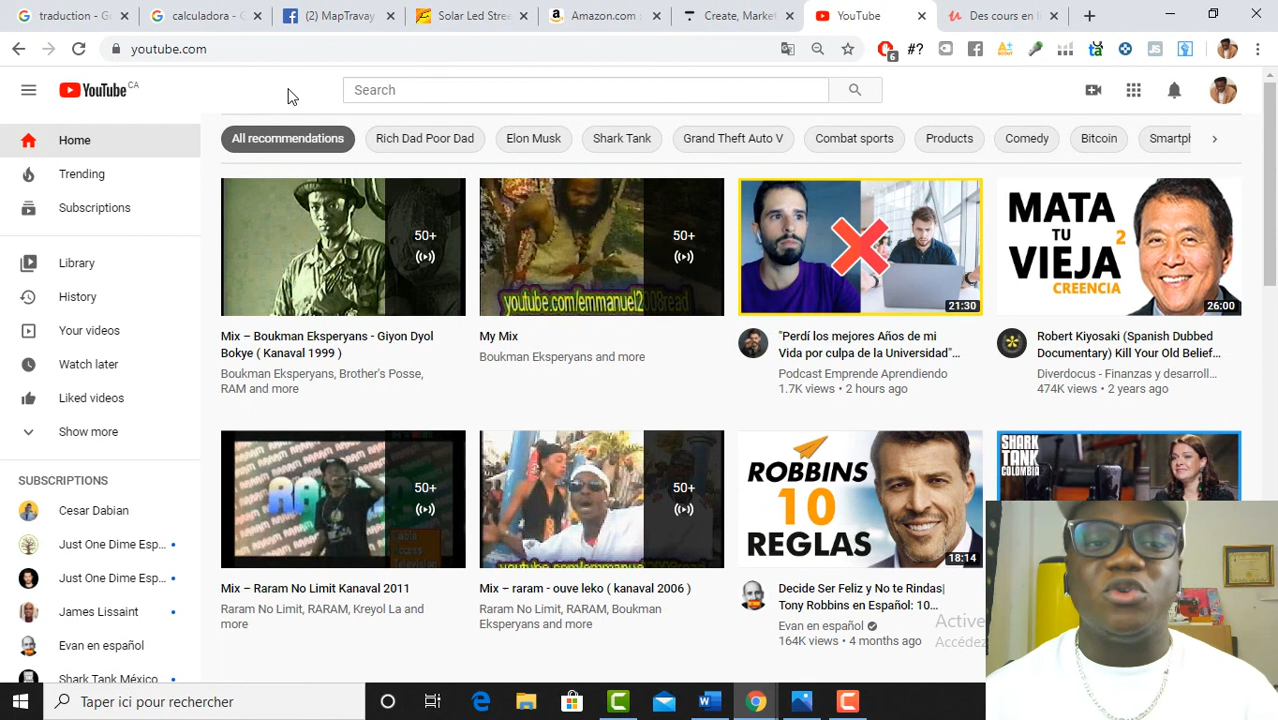 traduction - G
calculadora - G
(2) MapTravay
Solar Led Stree
Amazon.com :
Create, Market
YouTube
Des cours en li
youtube.com
6
#?
JS
YouTube CA
Search
Home
Trending
Subscriptions
Library
History
Your videos
Watch later
Liked videos
Show more
SUBSCRIPTIONS
Cesar Dabian
Just One Dime Esp...
Just One Dime Esp...
James Lissaint
Evan en español
Shark Tank México
All recommendations
Rich Dad Poor Dad
Elon Musk
Shark Tank
Grand Theft Auto V
Combat sports
Products
Comedy
Bitcoin
Smartph
50+
Mix – Boukman Eksperyans - Giyon Dyol
Bokye ( Kanaval 1999 )
Boukman Eksperyans, Brother's Posse,
RAM and more
50+
youtube.com/emmanuel2008read
My Mix
Boukman Eksperyans and more
21:30
"Perdí los mejores Años de mi
Vida por culpa de la Universidad"...
Podcast Emprende Aprendiendo
1.7K views • 2 hours ago
MATA
TU
VIEJA 2
CREENCIA
26:00
Robert Kiyosaki (Spanish Dubbed
Documentary) Kill Your Old Belief...
Diverdocus - Finanzas y desarroll...
474K views • 2 years ago
50+
Mix – Raram No Limit Kanaval 2011
Raram No Limit, RARAM, Kreyol La and
more
50+
Mix – raram - ouve leko ( kanaval 2006 )
Raram No Limit, RARAM, Boukman
Eksperyans and more
ROBBINS
10
REGLAS
18:14
Decide Ser Feliz y No te Rindas|
Tony Robbins en Español: 10...
Evan en español
164K views • 4 months ago
SHARK
TANK
COLOMBIA
Active
Accédez
Taper ici pour rechercher